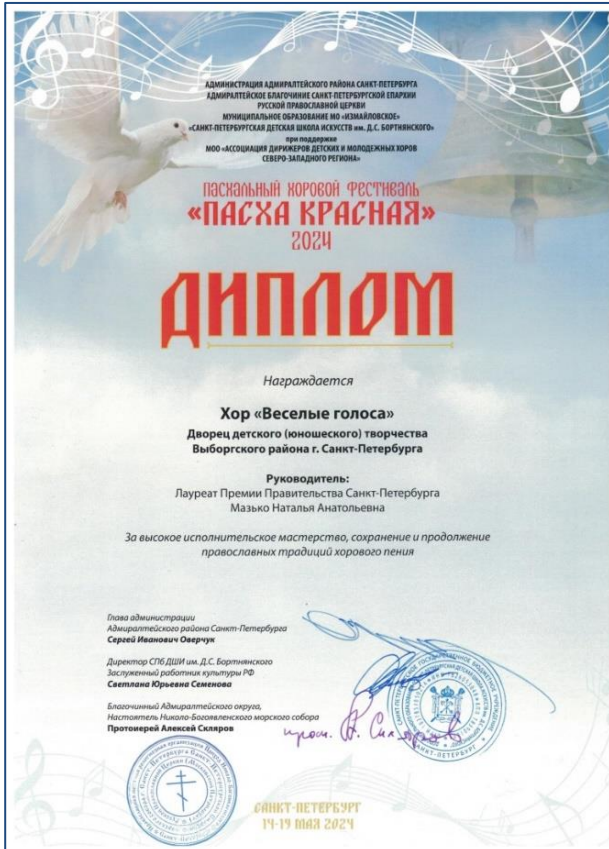 АДМИНИСТРАЦИЯ АДМИРАЛТЕЙСКОГО РАЙОНА САНКТ-ПЕТЕРБУРГА
АДМИРАЛТЕЙСКОЕ БЛАГОЧИНИЕ САНКТ-ПЕТЕРБУРГСКОЙ ЕПАРХИИ
РУССКОЙ ПРАВОСЛАВНОЙ ЦЕРКВИ
МУНИЦИПАЛЬНОЕ ОБРАЗОВАНИЕ МО «ИЗМАЙЛОВСКОЕ»
«САНКТ-ПЕТЕРБУРГСКАЯ ДЕТСКАЯ ШКОЛА ИСКУССТВ им. Д.С. БОРТНЯНСКОГО»
при поддержке
МОО «АССОЦИАЦИЯ ДИРИЖЕРОВ ДЕТСКИХ И МОЛОДЕЖНЫХ ХОРОВ
СЕВЕРО-ЗАПАДНОГО РЕГИОНА»
ПАСХАЛЬНЫЙ ХОРОВОЙ ФЕСТИВАЛЬ
«ПАСХА КРАСНАЯ»
2024
ДИПЛОМ
Награждается
Хор «Веселые голоса»
Дворец детского (юношеского) творчества
Выборгского района г. Санкт-Петербурга
Руководитель:
Лауреат Премии Правительства Санкт-Петербурга
Мазько Наталья Анатольевна
За высокое исполнительское мастерство, сохранение и продолжение
православных традиций хорового пения
Глава администрации
Адмиралтейского района Санкт-Петербурга
Сергей Иванович Оверчук
Директор СПб ДШИ им. Д.С. Бортнянского
Заслуженный работник культуры РФ
Светлана Юрьевна Семенова
Благочинный Адмиралтейского округа,
Настоятель Николо-Богоявленского морского собора
Протоиерей Алексей Скляров
прот. А. Скляров
САНКТ-ПЕТЕРБУРГ
14-19 МАЯ 2024